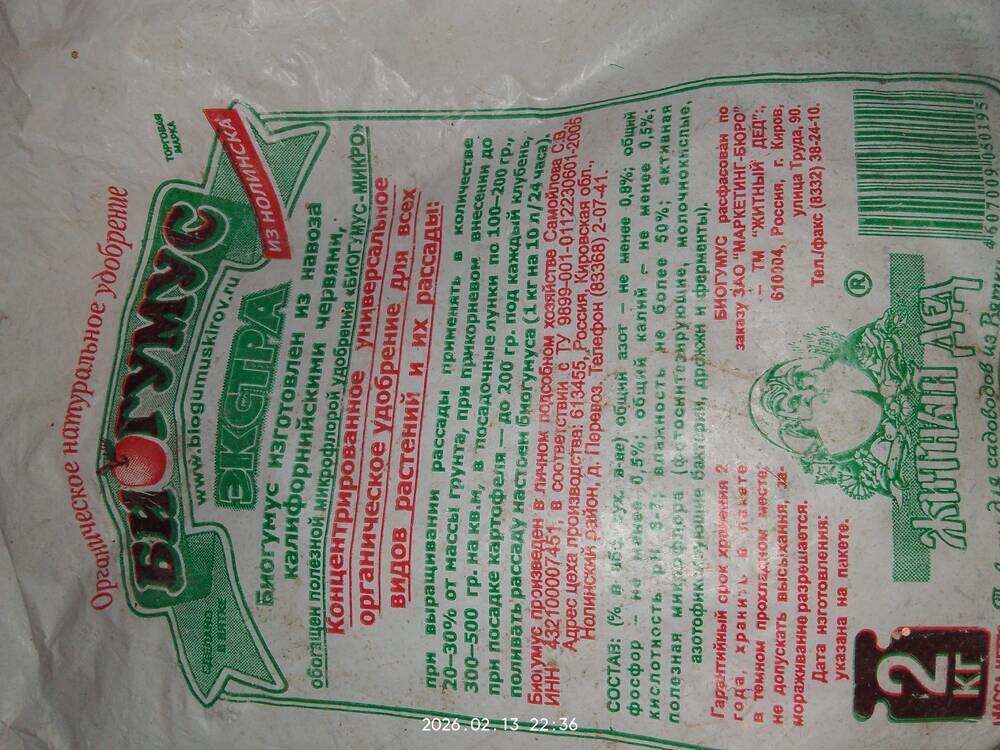 Органическое натуральное удобрение
ТОРГОВАЯ
МАРКА
БИОГУМУС
ИЗ НОЛИНСКА
СДЕЛАНО
В ВЯТКЕ
www.biogumuskirov.ru
ЭКСТРА
Биогумус изготовлен из навоза
калифорнийскими червями,
обогащен полезной микрофлорой удобрения «БИОГУМУС-МИКРО»
Концентрированное универсальное
органическое удобрение для всех
видов растений и их рассады:
при выращивании рассады применять в количестве
20–30% от массы грунта, при прикорневом внесении до
300–500 гр. на кв.м, в посадочные лунки по 100–200 гр.,
при посадке картофеля – до 200 гр. под каждый клубень,
поливать рассаду настоем биогумуса (1 кг на 10 л/24 часа).
Биогумус произведен в личном подсобном хозяйстве Самойлова С.В.
ИНН 432100007451, в соответствии с ТУ 9899-001-0112230601-2005
Адрес цеха производства: 613455, Россия, Кировская обл.,
Нолинский район, д. Перевоз. Телефон (83368) 2-07-41.
СОСТАВ: (% в возд. сух. в-ве) общий азот – не менее 0,8%; общий
фосфор – не менее 0,5%; общий калий – не менее 0,5%;
кислотность рН 6-7; влажность не более 50%; активная
полезная микрофлора (фотосинтезирующие, молочнокислые,
азотофиксирующие бактерии, дрожжи и ферменты).
Гарантийный срок хранения 2
года, хранить в пакете
в темном прохладном месте,
не допускать высыхания, за-
мораживание разрешается.
Дата изготовления:
указана на пакете.
БИОГУМУС расфасован по
заказу ЗАО "МАРКЕТИНГ-БЮРО"
– ТМ "ЖИТНЫЙ ДЕД":
610004, Россия, г. Киров,
улица Труда, 90.
Тел./факс (8332) 38-24-10.
2
КГ
®
ЖИТНЫЙ ДЕД
для садоводов из
4607009050195
2026.02.13 22:36